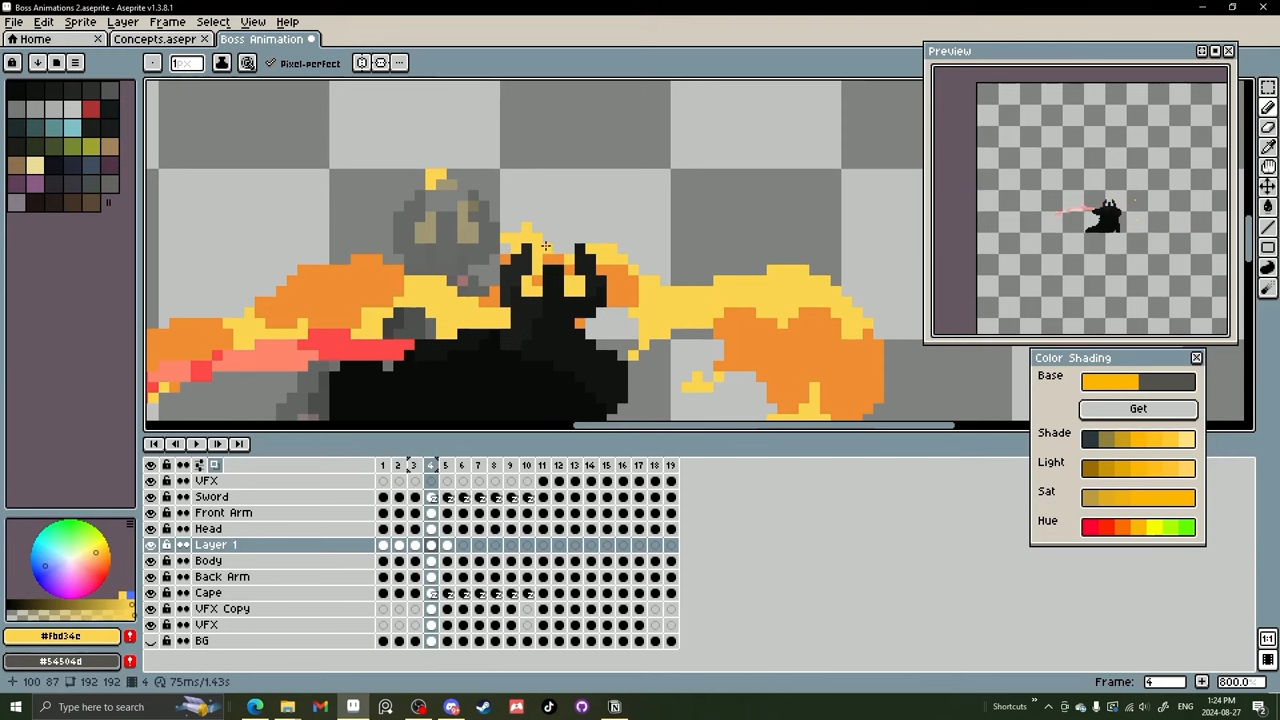 Boss Animations 2.aseprite - Aseprite v1.3.8.1
File Edit Sprite Layer Frame Select View Help
Home Concepts.asepr Boss Animation
1px Pixel-perfect
Preview
Color Shading
Base
Get
Shade
Light
Sat
Hue
1 2 3 4 5 6 7 8 9 10 11 12 13 14 15 16 17 18 19
VFX
Sword
Front Arm
Head
Layer 1
Body
Back Arm
Cape
VFX Copy
VFX
BG
#fbd34c
#54504d
1:1
100 87 192 192 4 75ms/1.43s
Frame: 4 800.0
Type here to search
Shortcuts
1:24 PM
2024-08-27